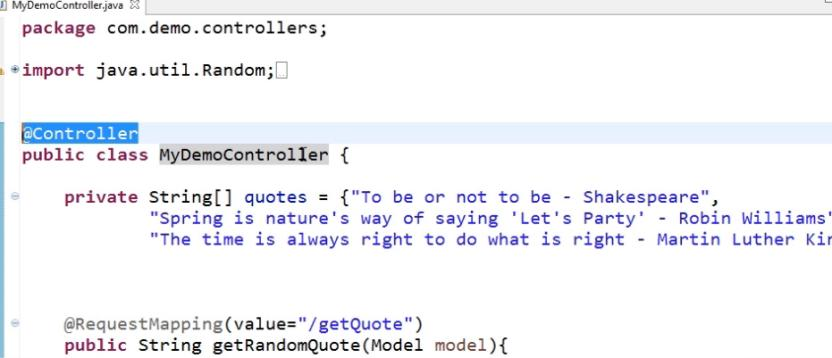 MyDemoController.java
package com.demo.controllers;
import java.util.Random;
@Controller
public class MyDemoController {
private String[] quotes = {"To be or not to be - Shakespeare",
"Spring is nature's way of saying 'Let's Party' - Robin Williams"
"The time is always right to do what is right - Martin Luther
@RequestMapping(value="/getQuote")
public String getRandomQuote(Model model){